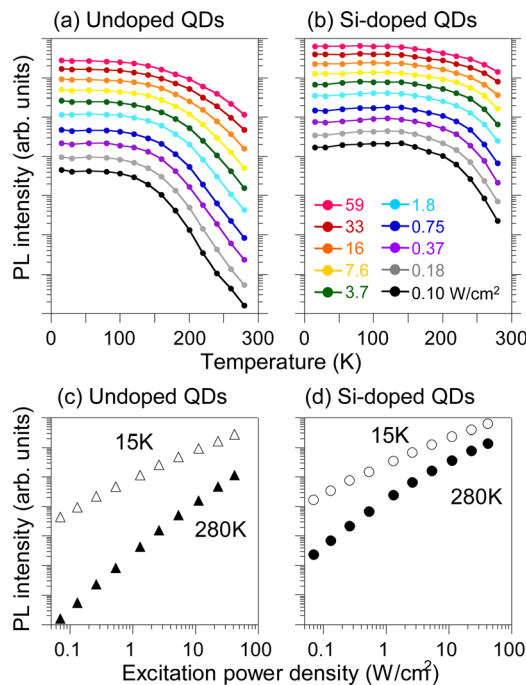 (a) Undoped QDs
(b) Si-doped QDs
PL intensity (arb. units)
59
33
16
7.6
3.7
1.8
0.75
0.37
0.18
0.10 W/cm²
0 100 200 300
0 100 200 300
Temperature (K)
(c) Undoped QDs
(d) Si-doped QDs
PL intensity (arb. units)
15K
280K
15K
280K
0.1 1 10 100
0.1 1 10 100
Excitation power density (W/cm²)